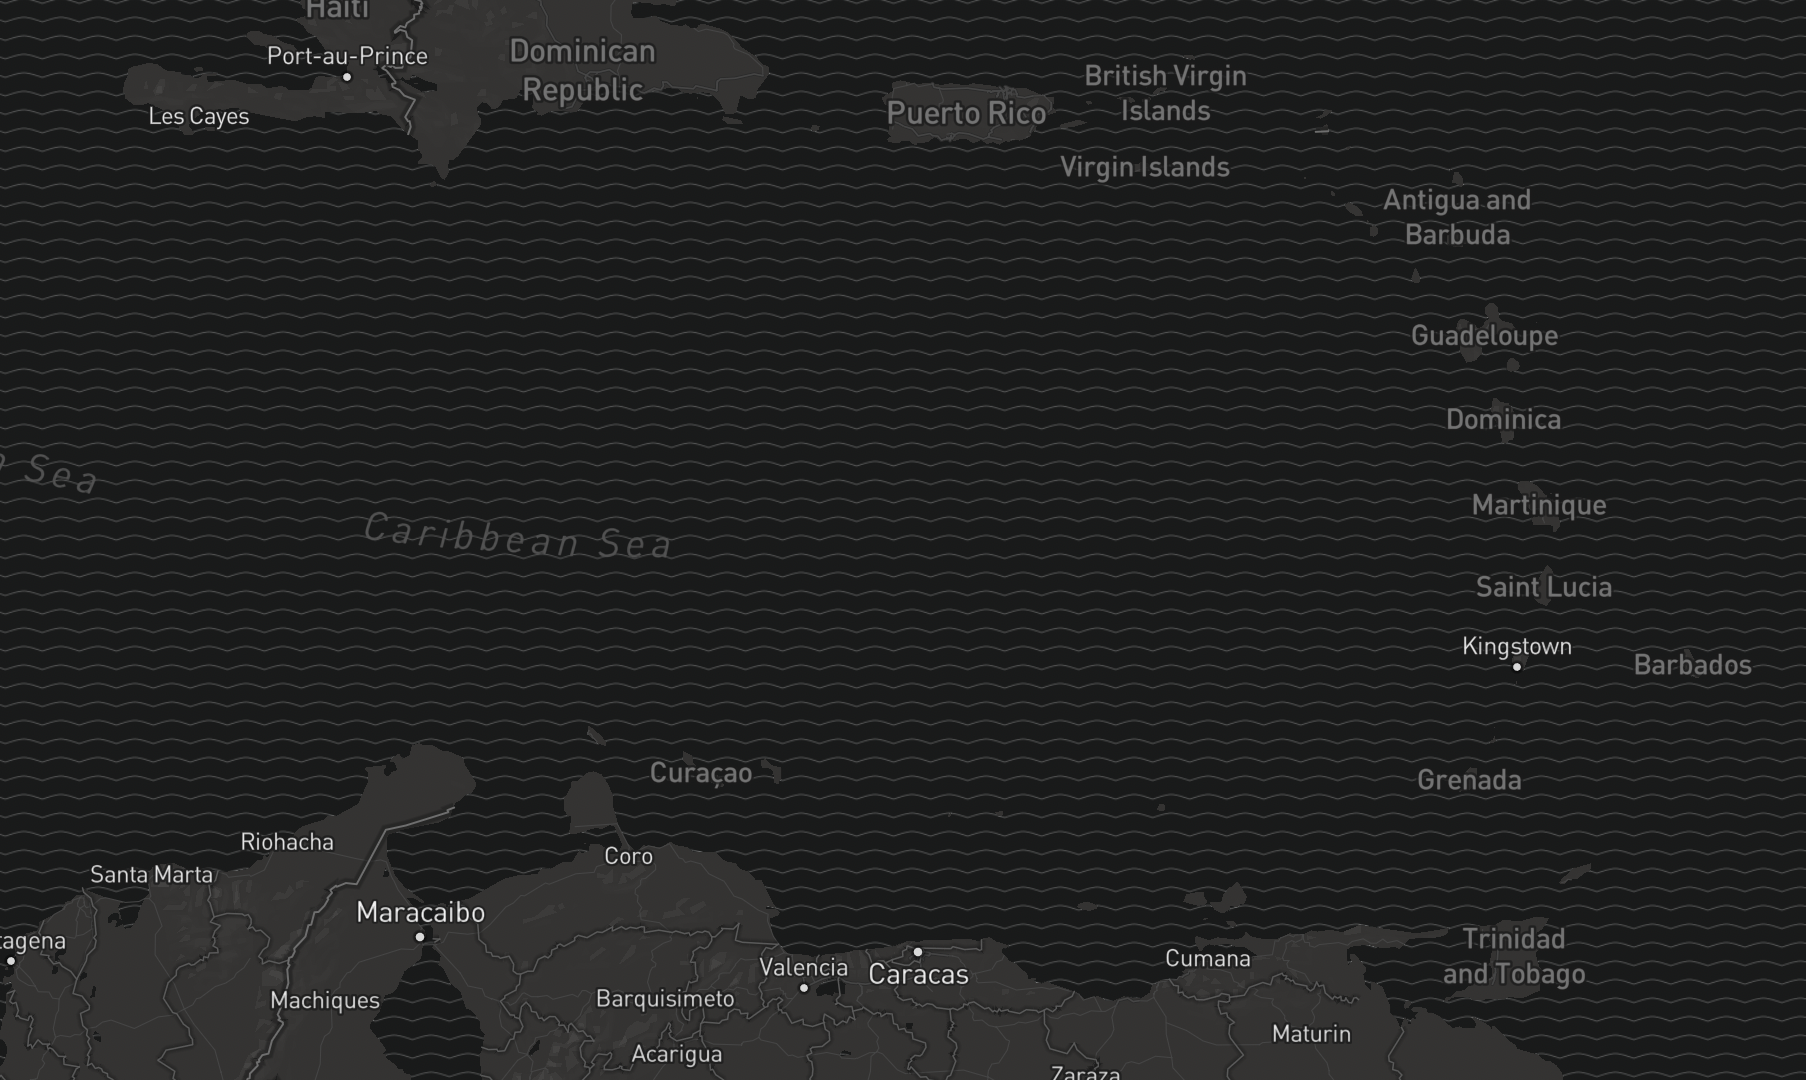 Haiti
Port-au-Prince
Dominican
Republic
Les Cayes
Puerto Rico
British Virgin
Islands
Virgin Islands
Antigua and
Barbuda
Guadeloupe
Dominica
Sea
Martinique
Caribbean Sea
Saint Lucia
Kingstown
Barbados
Curaçao
Grenada
Riohacha
Coro
Santa Marta
Maracaibo
tagena
Trinidad
and Tobago
Valencia
Caracas
Cumana
Machiques
Barquisimeto
Maturin
Acarigua
Zaraza